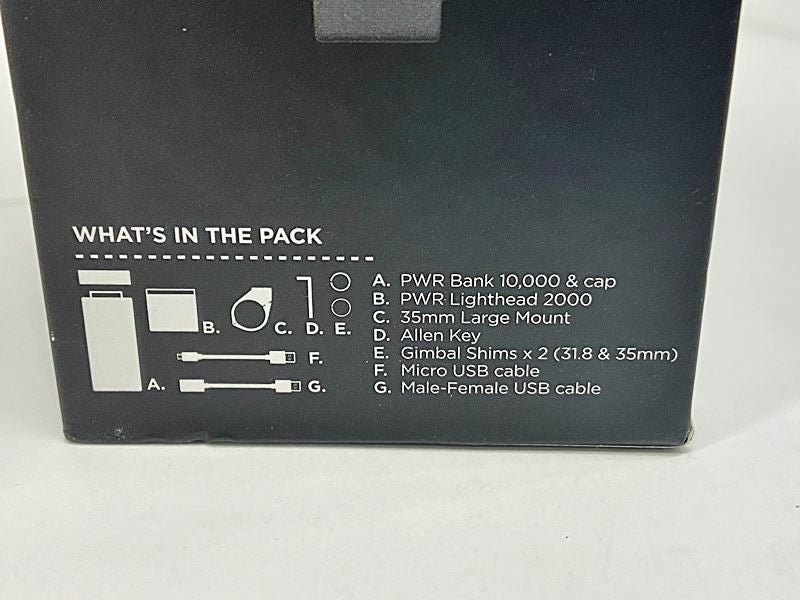 WHAT'S IN THE PACK
A. PWR Bank 10,000 & cap
B. PWR Lighthead 2000
C. 35mm Large Mount
D. Allen Key
E. Gimbal Shims x 2 (31.8 & 35mm)
F. Micro USB cable
G. Male-Female USB cable
B. C. D. E.
F.
A. G.